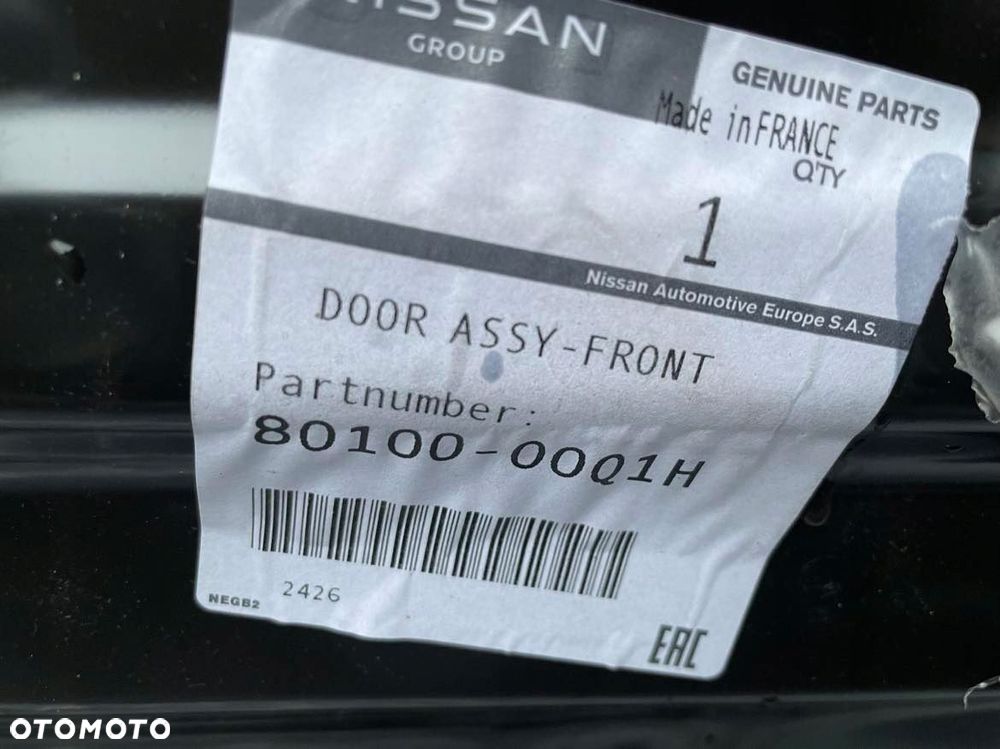 NISSAN
GROUP
GENUINE PARTS
Made in FRANCE
Q'TY
1
Nissan Automotive Europe S.A.S.
DOOR ASSY-FRONT
Partnumber:
80100-00Q1H
2426
NEGB2
EAC
OTOMOTO